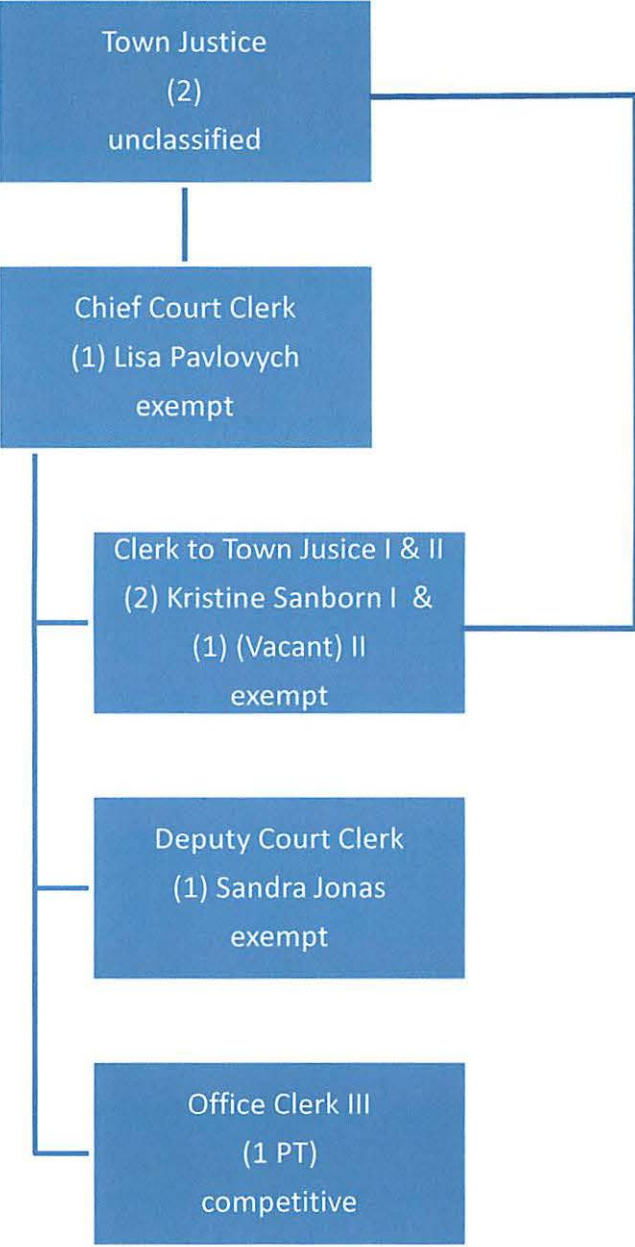 Town Justice
(2)
unclassified
Chief Court Clerk
(1) Lisa Pavlovych
exempt
Clerk to Town Jusice I & II
(2) Kristine Sanborn I &
(1) (Vacant) II
exempt
Deputy Court Clerk
(1) Sandra Jonas
exempt
Office Clerk III
(1 PT)
competitive